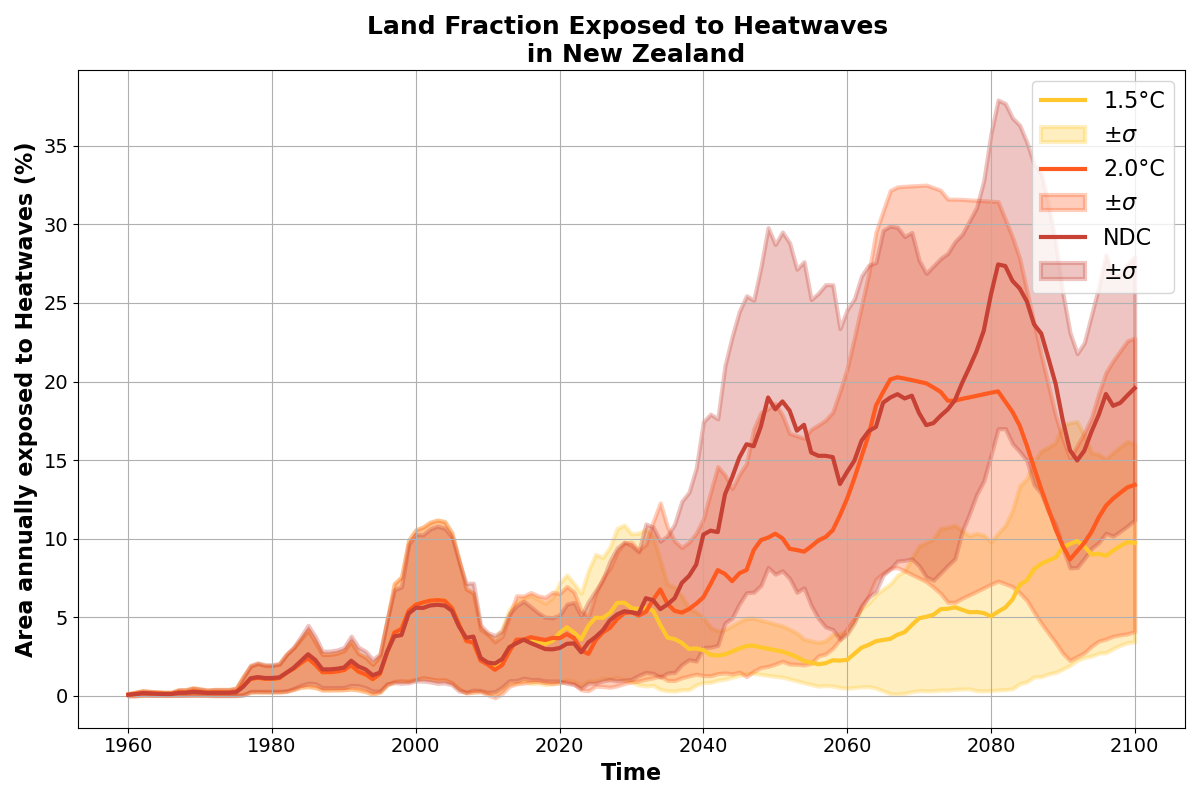 Land Fraction Exposed to Heatwaves
in New Zealand
Area annually exposed to Heatwaves (%)
35
30
25
20
15
10
5
0
1960 1980 2000 2020 2040 2060 2080 2100
Time
1.5°C
±σ
2.0°C
±σ
NDC
±σ